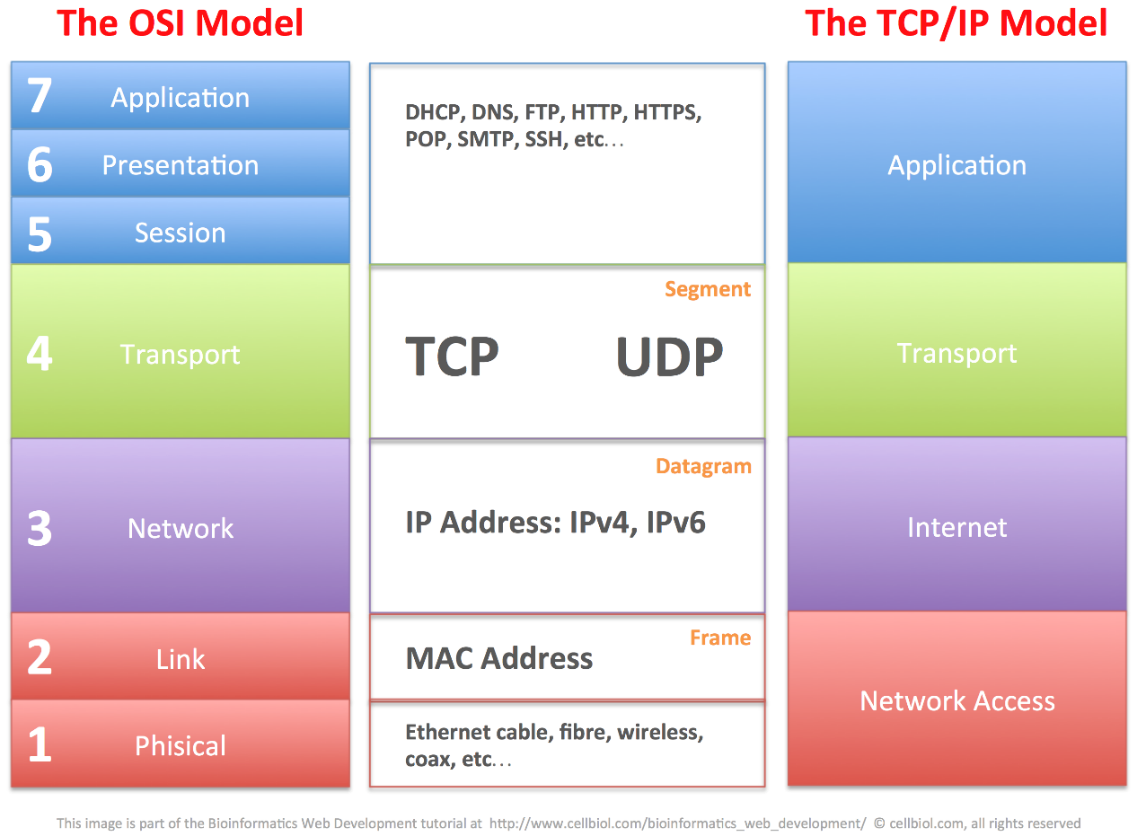 The OSI Model
The TCP/IP Model
7 Application
6 Presentation
5 Session
4 Transport
3 Network
2 Link
1 Phisical
DHCP, DNS, FTP, HTTP, HTTPS,
POP, SMTP, SSH, etc…
Segment
TCP UDP
Datagram
IP Address: IPv4, IPv6
Frame
MAC Address
Ethernet cable, fibre, wireless,
coax, etc…
Application
Transport
Internet
Network Access
This image is part of the Bioinformatics Web Development tutorial at http://www.cellbiol.com/bioinformatics_web_development/ © cellbiol.com, all rights reserved